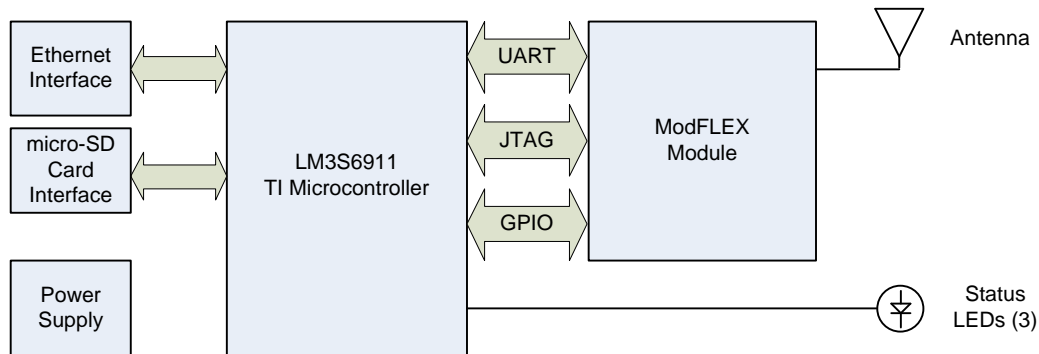 Ethernet
Interface
micro-SD
Card
Interface
Power
Supply
LM3S6911
TI Microcontroller
UART
JTAG
GPIO
ModFLEX
Module
Antenna
Status
LEDs (3)